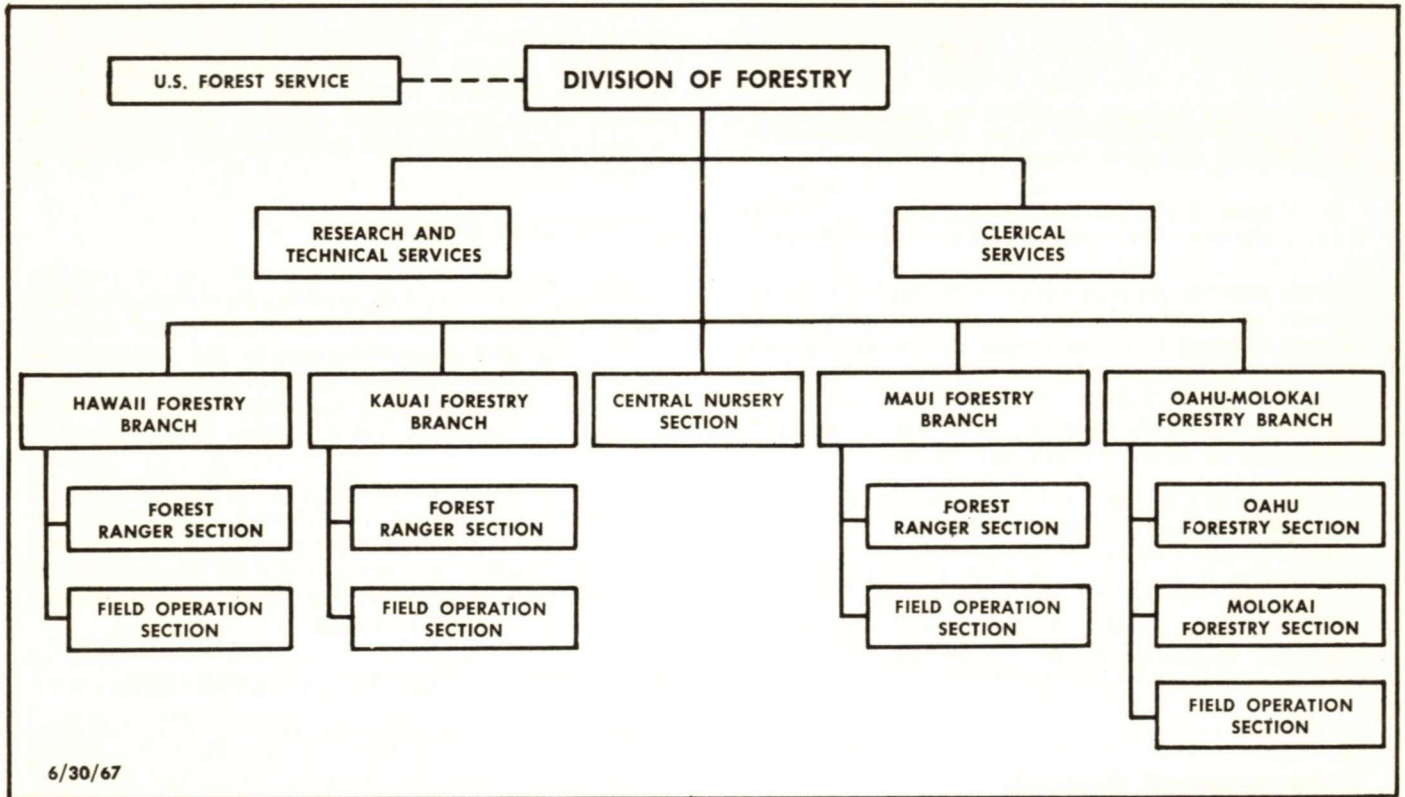 U.S. FOREST SERVICE
DIVISION OF FORESTRY
RESEARCH AND
TECHNICAL SERVICES
CLERICAL
SERVICES
HAWAII FORESTRY
BRANCH
KAUAI FORESTRY
BRANCH
CENTRAL NURSERY
SECTION
MAUI FORESTRY
BRANCH
OAHU-MOLOKAI
FORESTRY BRANCH
FOREST
RANGER SECTION
FOREST
RANGER SECTION
FOREST
RANGER SECTION
OAHU
FORESTRY SECTION
FIELD OPERATION
SECTION
FIELD OPERATION
SECTION
FIELD OPERATION
SECTION
MOLOKAI
FORESTRY SECTION
FIELD OPERATION
SECTION
6/30/67